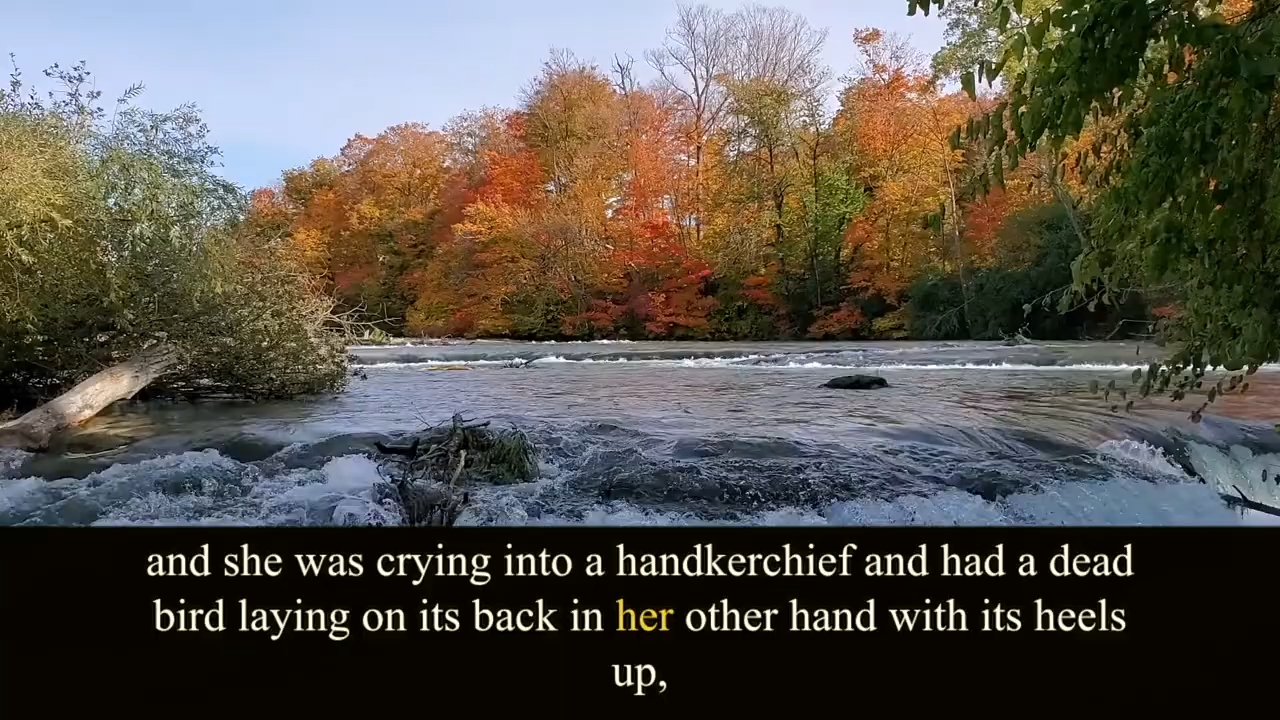 and she was crying into a handkerchief and had a dead
bird laying on its back in her other hand with its heels
up,